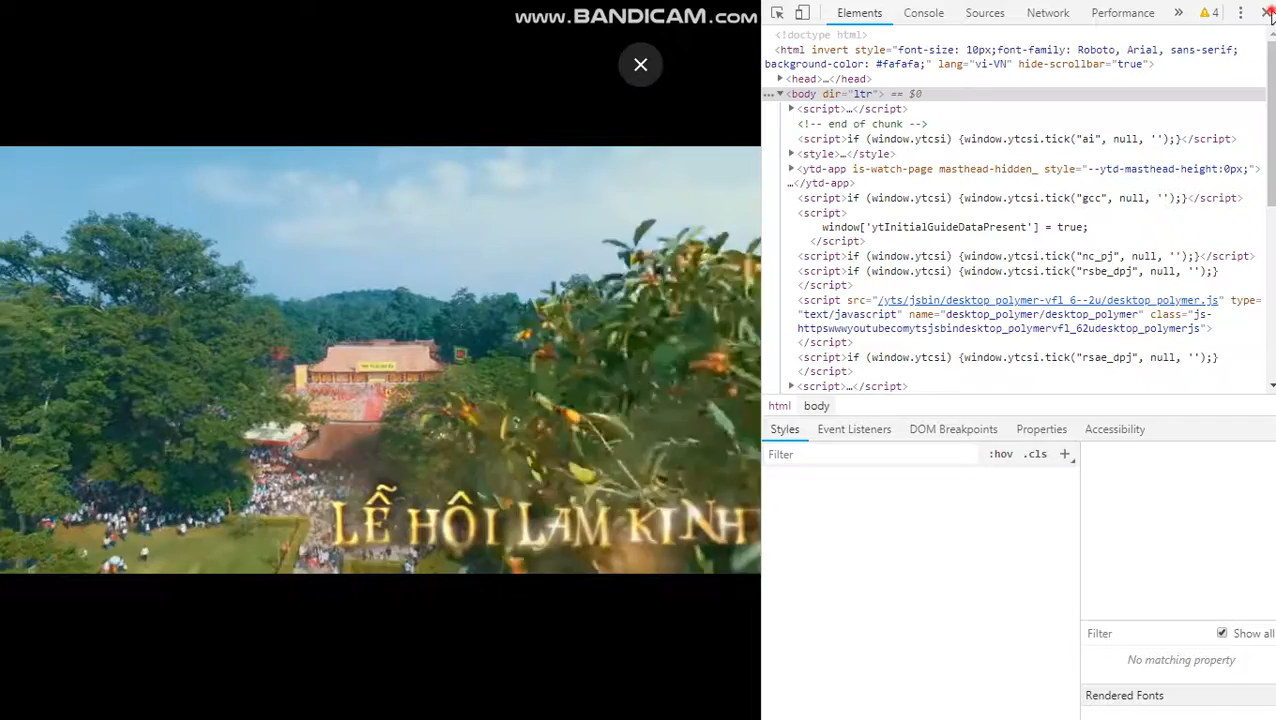 www.BANDICAM.com
LỄ HỘI LAM KINH
Elements Console Sources Network Performance » 4
<!doctype html>
<html invert style="font-size: 10px;font-family: Roboto, Arial, sans-serif;
background-color: #fafafa;" lang="vi-VN" hide-scrollbar="true">
<head>…</head>
<body dir="ltr"> == $0
<script>…</script>
<!-- end of chunk -->
<script>if (window.ytcsi) {window.ytcsi.tick("ai", null, '');}</script>
<style>…</style>
<ytd-app is-watch-page masthead-hidden_ style="--ytd-masthead-height:0px;">
…</ytd-app>
<script>if (window.ytcsi) {window.ytcsi.tick("gcc", null, '');}</script>
<script>
window['ytInitialGuideDataPresent'] = true;
</script>
<script>if (window.ytcsi) {window.ytcsi.tick("nc_pj", null, '');}</script>
<script>if (window.ytcsi) {window.ytcsi.tick("rsbe_dpj", null, '');}
</script>
<script src="/yts/jsbin/desktop_polymer-vfl_6--2u/desktop_polymer.js" type=
"text/javascript" name="desktop_polymer/desktop_polymer" class="js-
httpswwwyoutubecomytsjsbindesktop_polymervfl_62udesktop_polymerjs">
</script>
<script>if (window.ytcsi) {window.ytcsi.tick("rsae_dpj", null, '');}
</script>
<script>…</script>
html body
Styles Event Listeners DOM Breakpoints Properties Accessibility
Filter :hov .cls +
Filter Show all
No matching property
Rendered Fonts